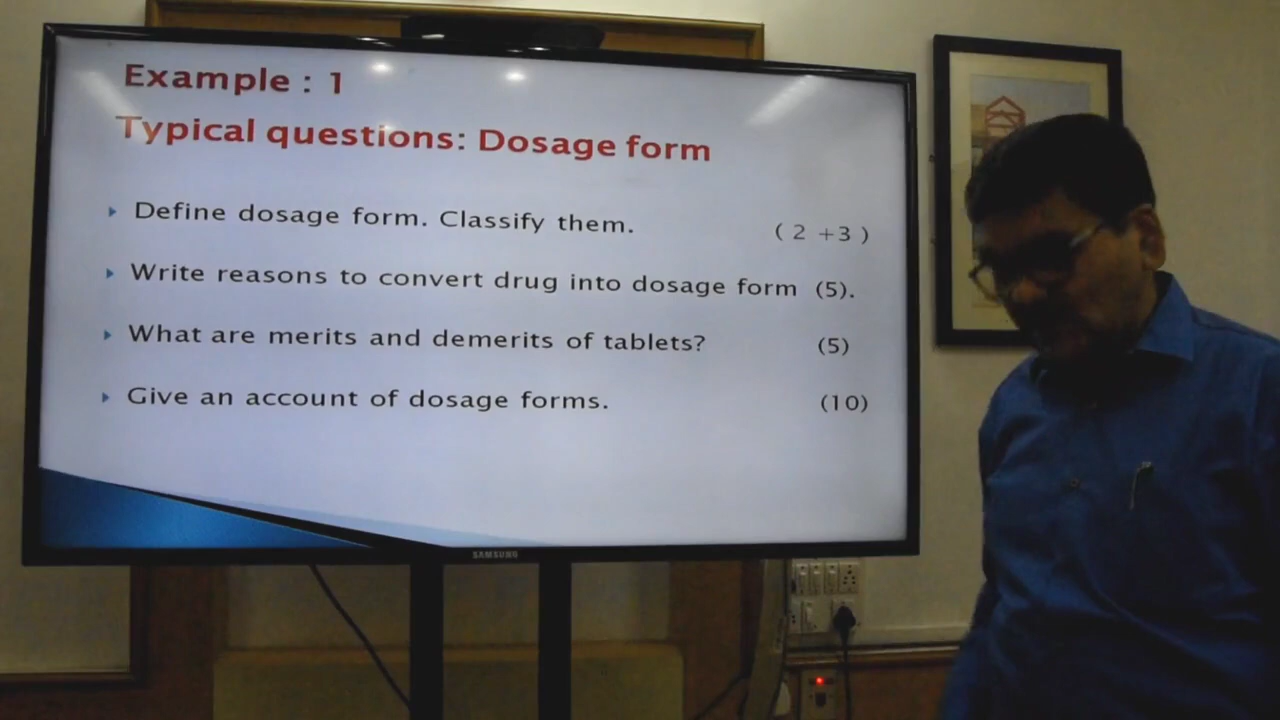 Example : 1
Typical questions: Dosage form
Define dosage form. Classify them. ( 2 +3 )
Write reasons to convert drug into dosage form (5).
What are merits and demerits of tablets? (5)
Give an account of dosage forms. (10)
SAMSUNG